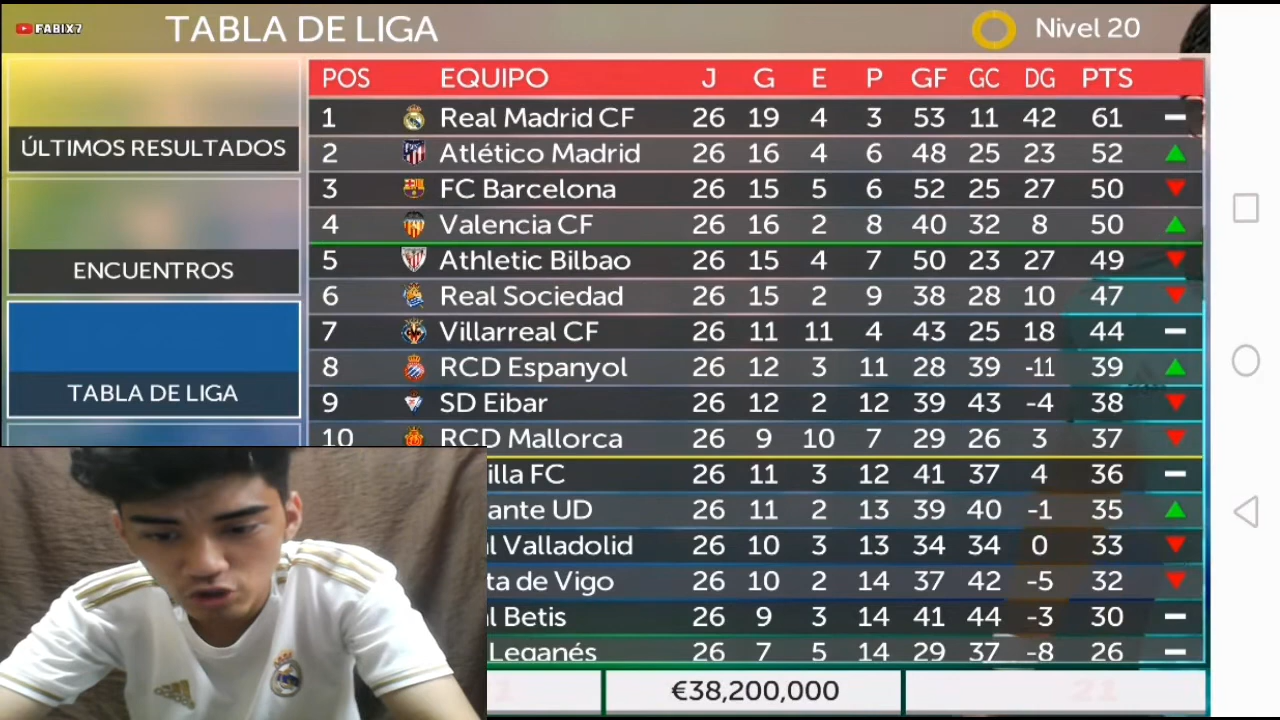 FABIX7
TABLA DE LIGA
Nivel 20
ÚLTIMOS RESULTADOS
ENCUENTROS
TABLA DE LIGA
POS EQUIPO J G E P GF GC DG PTS
1 Real Madrid CF 26 19 4 3 53 11 42 61
2 Atlético Madrid 26 16 4 6 48 25 23 52
3 FC Barcelona 26 15 5 6 52 25 27 50
4 Valencia CF 26 16 2 8 40 32 8 50
5 Athletic Bilbao 26 15 4 7 50 23 27 49
6 Real Sociedad 26 15 2 9 38 28 10 47
7 Villarreal CF 26 11 11 4 43 25 18 44
8 RCD Espanyol 26 12 3 11 28 39 -11 39
9 SD Eibar 26 12 2 12 39 43 -4 38
10 RCD Mallorca 26 9 10 7 29 26 3 37
illa FC 26 11 3 12 41 37 4 36
ante UD 26 11 2 13 39 40 -1 35
l Valladolid 26 10 3 13 34 34 0 33
ta de Vigo 26 10 2 14 37 42 -5 32
l Betis 26 9 3 14 41 44 -3 30
Leganés 26 7 5 14 29 37 -8 26
€38,200,000
21